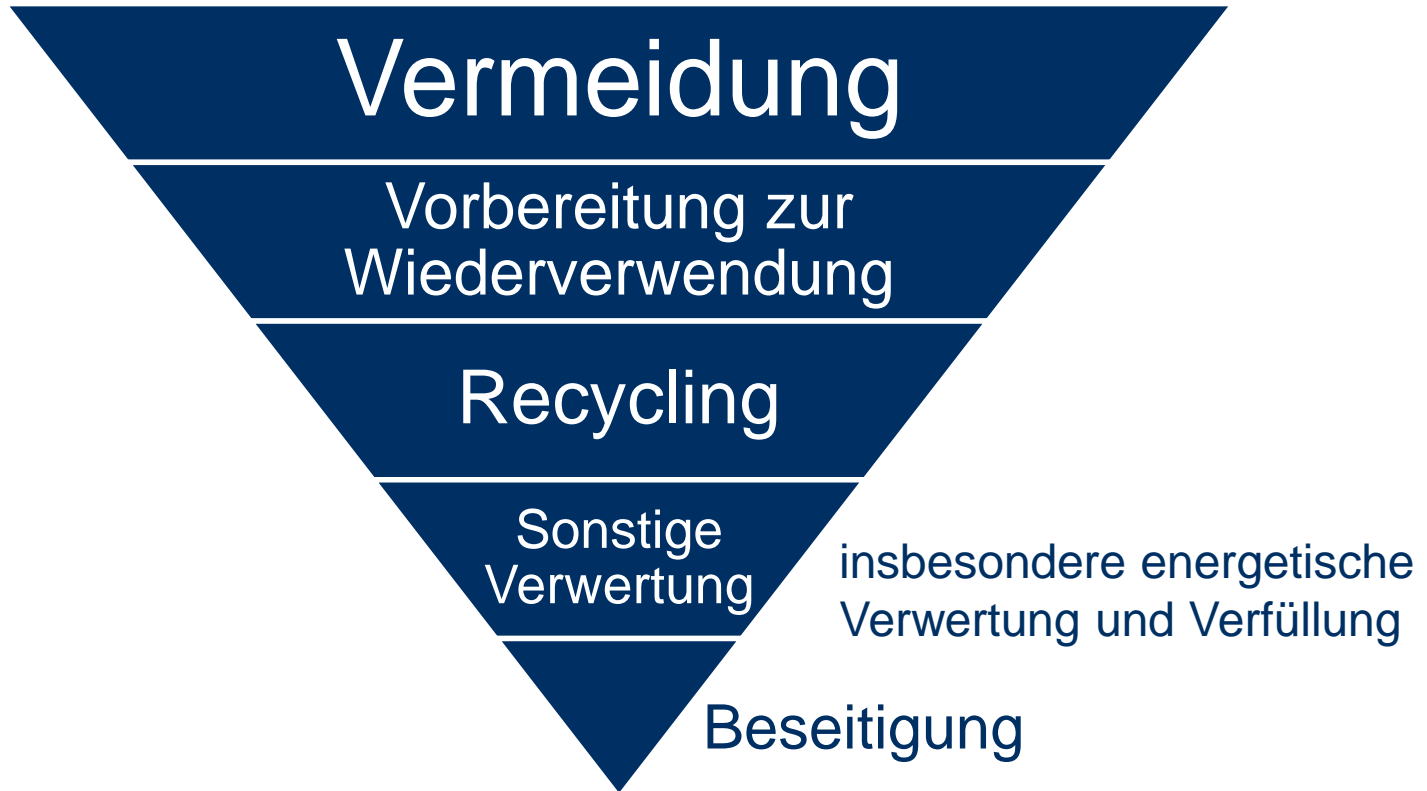 Vermeidung
Vorbereitung zur
Wiederverwendung
Recycling
Sonstige
Verwertung
insbesondere energetische
Verwertung und Verfüllung
Beseitigung